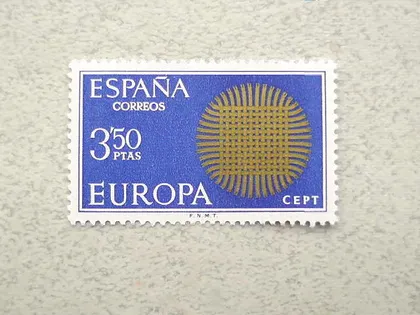 ESPAÑA
CORREOS
3'50
PTAS
EUROPA
CEPT
F.N.M.T.